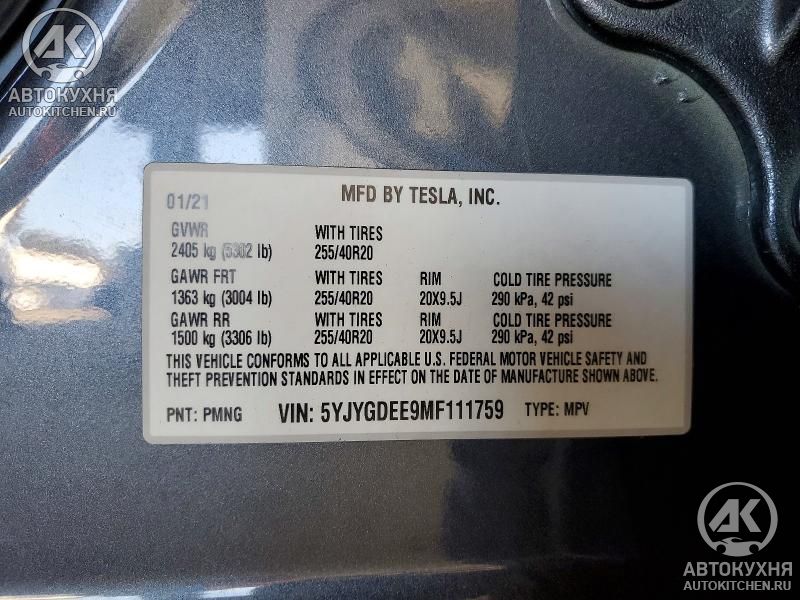 AK
АВТОКУХНЯ
AUTOKITCHEN.RU
01/21 MFD BY TESLA, INC.
GVWR WITH TIRES
2405 kg (5302 lb) 255/40R20
GAWR FRT WITH TIRES RIM COLD TIRE PRESSURE
1363 kg (3004 lb) 255/40R20 20X9.5J 290 kPa, 42 psi
GAWR RR WITH TIRES RIM COLD TIRE PRESSURE
1500 kg (3306 lb) 255/40R20 20X9.5J 290 kPa, 42 psi
THIS VEHICLE CONFORMS TO ALL APPLICABLE U.S. FEDERAL MOTOR VEHICLE SAFETY AND
THEFT PREVENTION STANDARDS IN EFFECT ON THE DATE OF MANUFACTURE SHOWN ABOVE.
PNT: PMNG VIN: 5YJYGDEE9MF111759 TYPE: MPV
AK
АВТОКУХНЯ
AUTOKITCHEN.RU